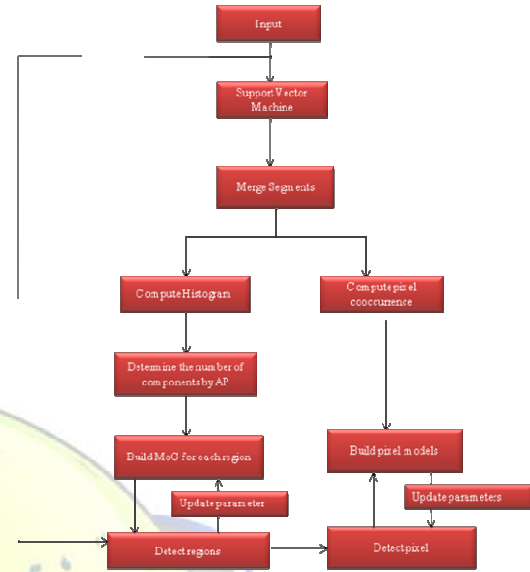 Input
Support Vector
Machine
Merge Segments
Compute Histogram
Compute pixel
cooccurrence
Determine the number of
components by AP
Build MoG for each region
Build pixel models
Update parameter
Update parameters
Detect regions
Detect pixel